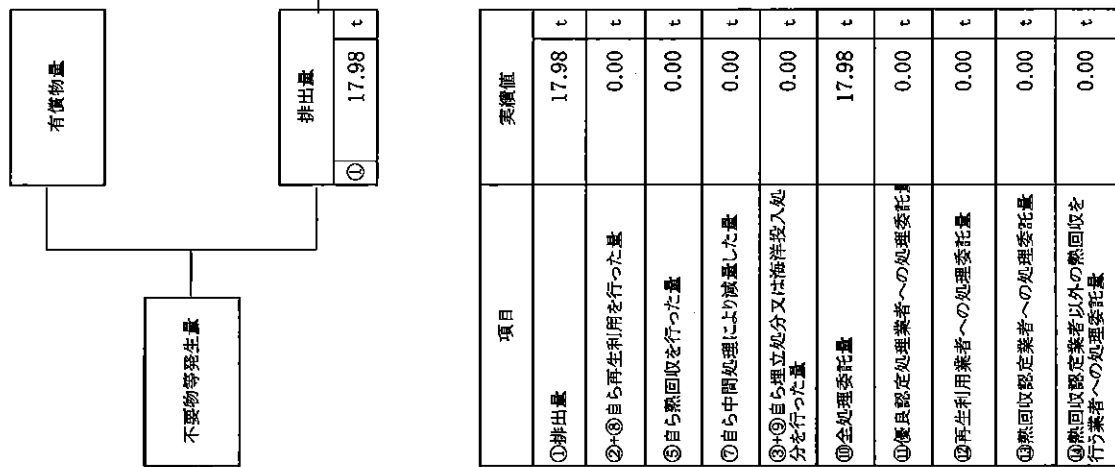 不要物等発生量
有償物量
排出量
① 17.98 t
項目 実績値
①排出量 17.98 t
②+⑧自ら再生利用を行った量 0.00 t
⑤自ら熱回収を行った量 0.00 t
⑦自ら中間処理により減量した量 0.00 t
③+⑨自ら埋立処分又は海洋投入処
分を行った量 0.00 t
⑩全処理委託量 17.98 t
⑪優良認定処理業者への処理委託量 0.00 t
⑫再生利用業者への処理委託量 0.00 t
⑬熱回収認定業者への処理委託量 0.00 t
⑭熱回収認定業者以外の熱回収を
行う業者への処理委託量 0.00 t